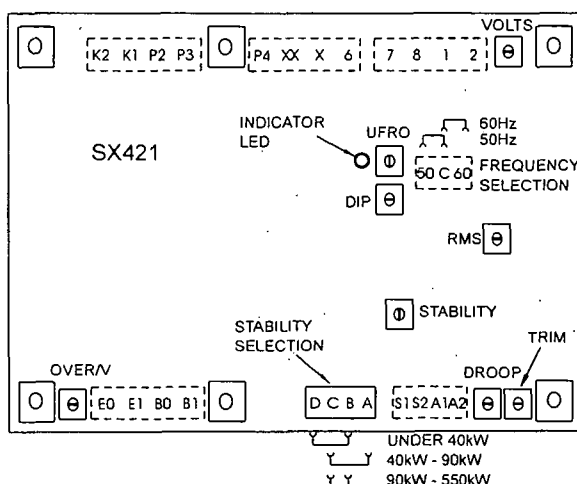 VOLTS
K2 K1 P2 P3 P4 XX X 6 7 8 1 2
INDICATOR
LED
UFRO
60Hz
50Hz
SX421
50 C 60
FREQUENCY
SELECTION
DIP
RMS
STABILITY
STABILITY
SELECTION
TRIM
OVER/V
DROOP
E0 E1 B0 B1
D C B A
S1 S2 A1 A2
UNDER 40kW
40kW - 90kW
90kW - 550kW